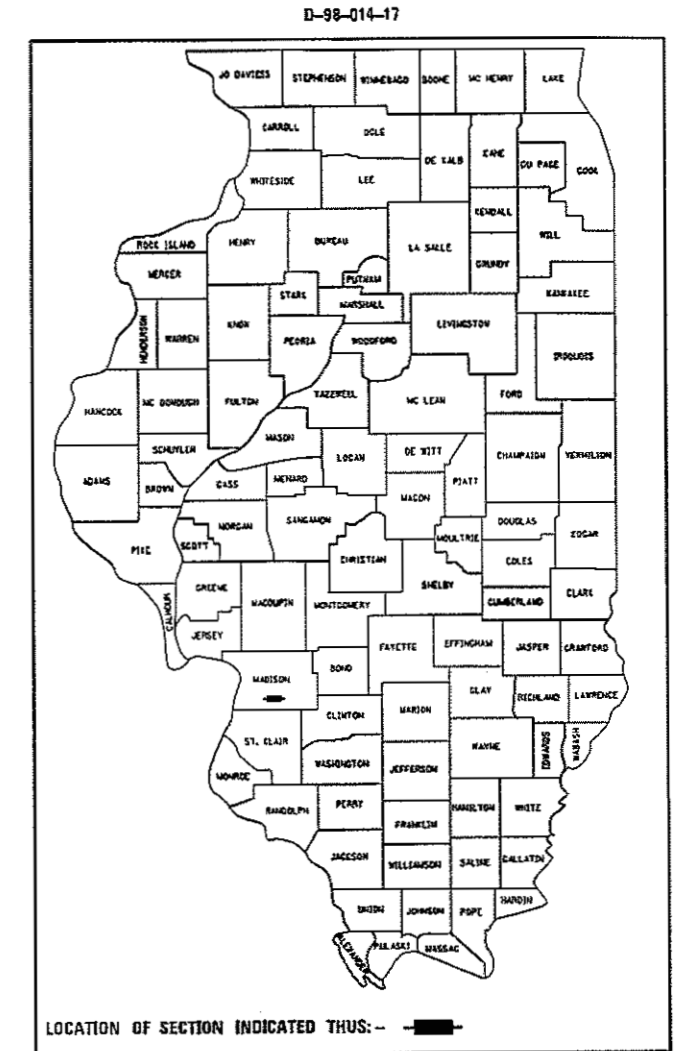 D-98-014-17
JO DAVIESS STEPHENSON WINNEBAGO BOONE MC HENRY LAKE
CARROLL OGLE
DE KALB KANE DU PAGE COOK
WHITESIDE LEE
KENDALL WILL
ROCK ISLAND HENRY BUREAU LA SALLE
MERCER PUTNAM GRUNDY
STARK MARSHALL KANKAKEE
HENDERSON WARREN KNOX PEORIA WOODFORD LIVINGSTON
IROQUOIS
HANCOCK MC DONOUGH FULTON TAZEWELL MC LEAN FORD
MASON
SCHUYLER LOGAN DE WITT CHAMPAIGN VERMILION
ADAMS BROWN CASS MENARD PIATT
MACON
PIKE SCOTT MORGAN SANGAMON MOULTRIE DOUGLAS EDGAR
CHRISTIAN COLES
SHELBY
CALHOUN GREENE MACOUPIN MONTGOMERY CUMBERLAND CLARK
JERSEY FAYETTE EFFINGHAM JASPER CRAWFORD
MADISON BOND
CLAY RICHLAND LAWRENCE
CLINTON MARION
ST. CLAIR WAYNE EDWARDS WABASH
MONROE WASHINGTON JEFFERSON
RANDOLPH PERRY HAMILTON WHITE
FRANKLIN
JACKSON WILLIAMSON SALINE GALLATIN
UNION JOHNSON POPE HARDIN
ALEXANDER PULASKI MASSAC
LOCATION OF SECTION INDICATED THUS:-